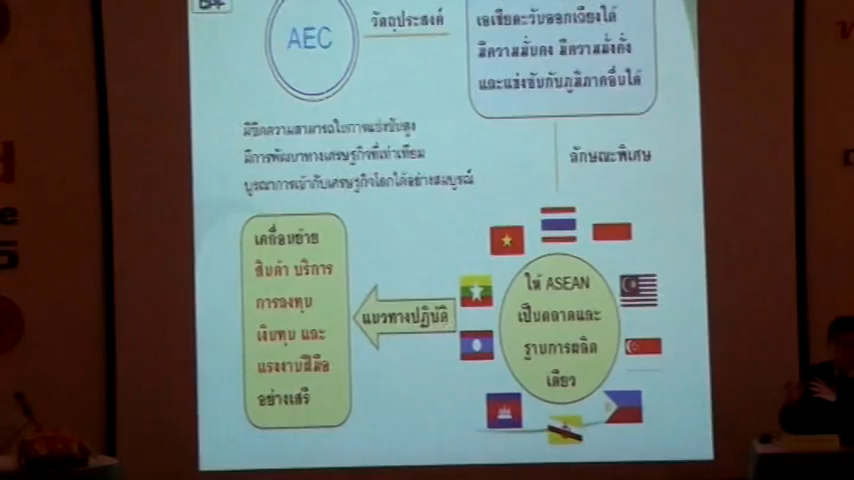 AEC
วัตถุประสงค์
เอเชียตะวันออกเฉียงใต้
มีความมั่นคง มีความมั่งคั่ง
และแข่งขันกับภูมิภาคอื่นได้
มีขีดความสามารถในการแข่งขันสูง
มีการพัฒนาทางเศรษฐกิจที่เท่าเทียม
บูรณาการเข้ากับเศรษฐกิจโลกได้อย่างสมบูรณ์
ลักษณะพิเศษ
เคลื่อนย้าย
สินค้า บริการ
การลงทุน
เงินทุน และ
แรงงานฝีมือ
อย่างเสรี
แนวทางปฏิบัติ
ให้ ASEAN
เป็นตลาดและ
ฐานการผลิต
เดียว